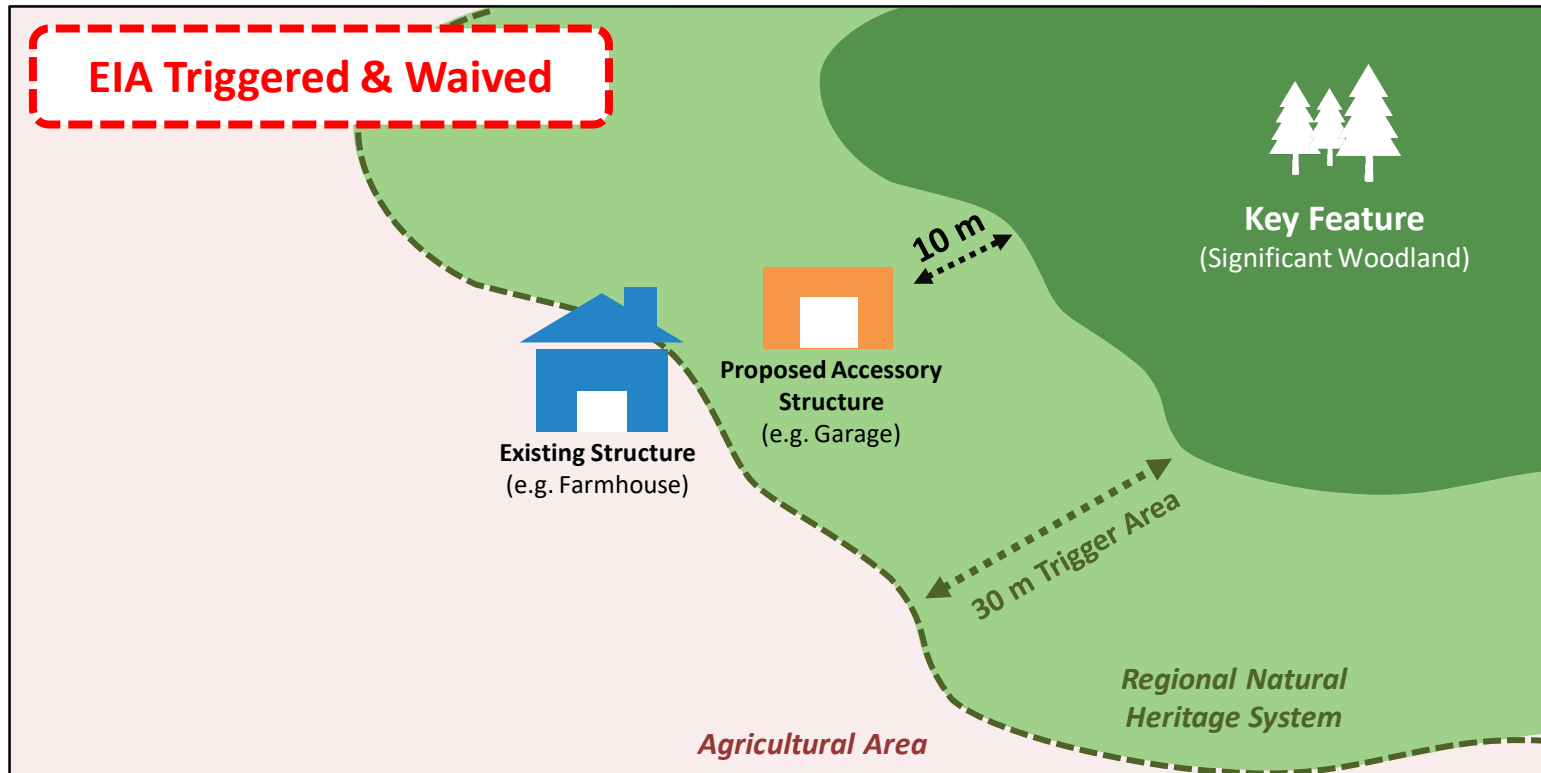 EIA Triggered & Waived
Key Feature
(Significant Woodland)
10 m
Proposed Accessory
Structure
(e.g. Garage)
Existing Structure
(e.g. Farmhouse)
30 m Trigger Area
Regional Natural
Heritage System
Agricultural Area